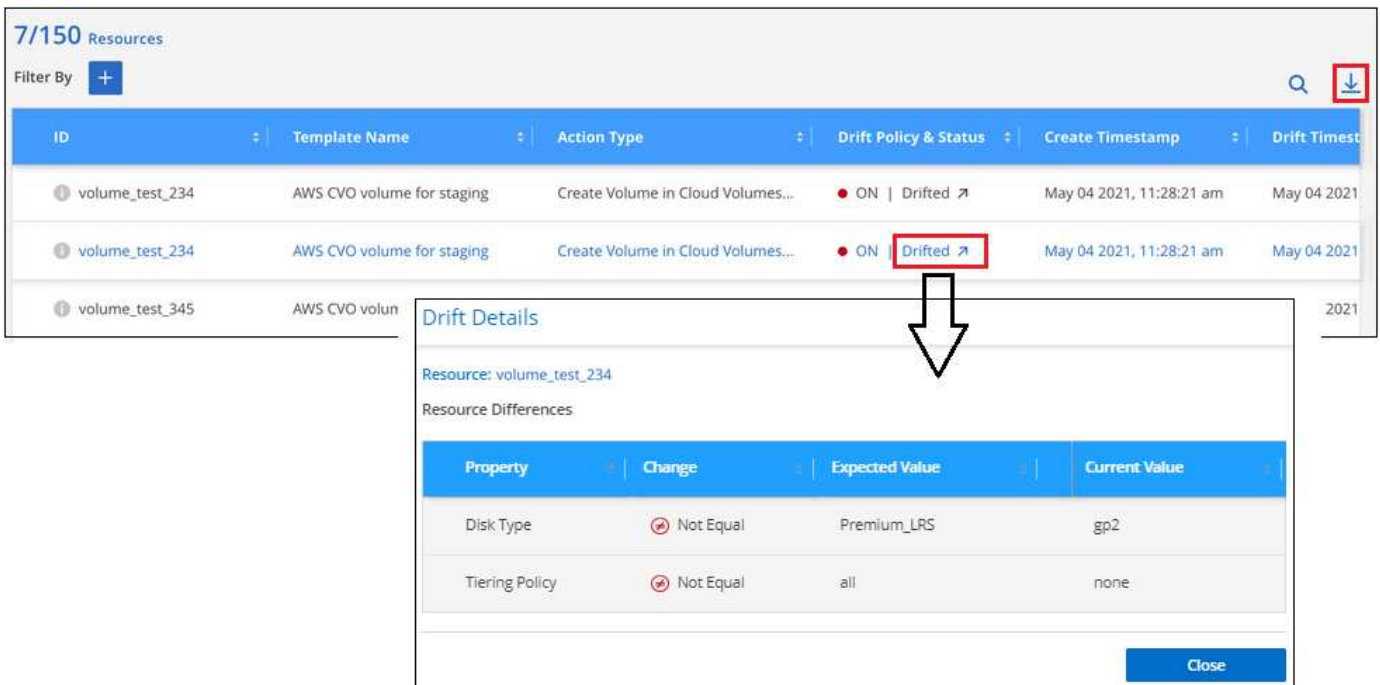 7/150 Resources
Filter By +
ID Template Name Action Type Drift Policy & Status Create Timestamp Drift Timest
volume_test_234 AWS CVO volume for staging Create Volume in Cloud Volumes... ON | Drifted May 04 2021, 11:28:21 am May 04 2021
volume_test_234 AWS CVO volume for staging Create Volume in Cloud Volumes... ON | Drifted May 04 2021, 11:28:21 am May 04 2021
volume_test_345 AWS CVO volum 2021
Drift Details
Resource: volume_test_234
Resource Differences
Property Change Expected Value Current Value
Disk Type Not Equal Premium_LRS gp2
Tiering Policy Not Equal all none
Close